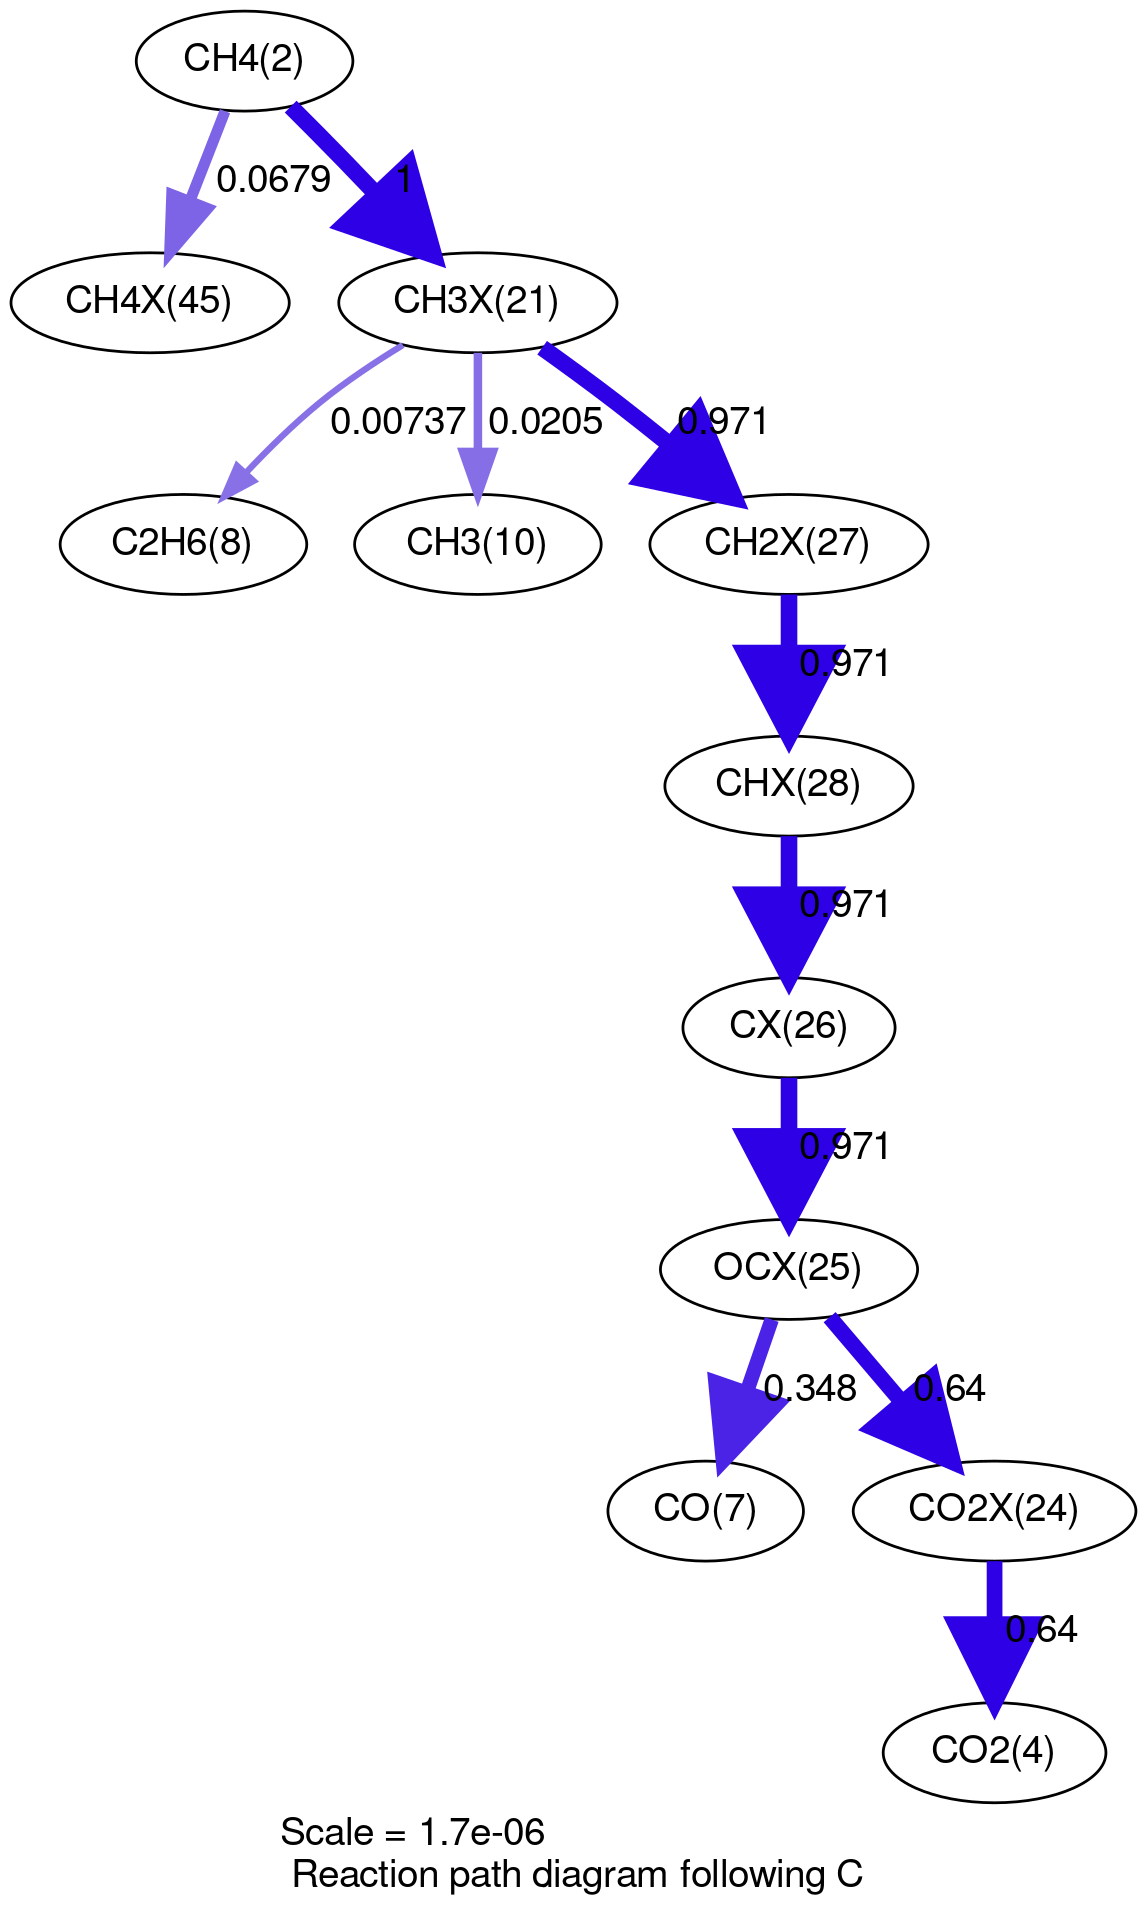 CH4(2)
0.0679
1
CH4X(45)
CH3X(21)
0.00737
0.0205
0.971
C2H6(8)
CH3(10)
CH2X(27)
0.971
CHX(28)
0.971
CX(26)
0.971
OCX(25)
0.348
0.64
CO(7)
CO2X(24)
0.64
CO2(4)
Scale = 1.7e-06
Reaction path diagram following C